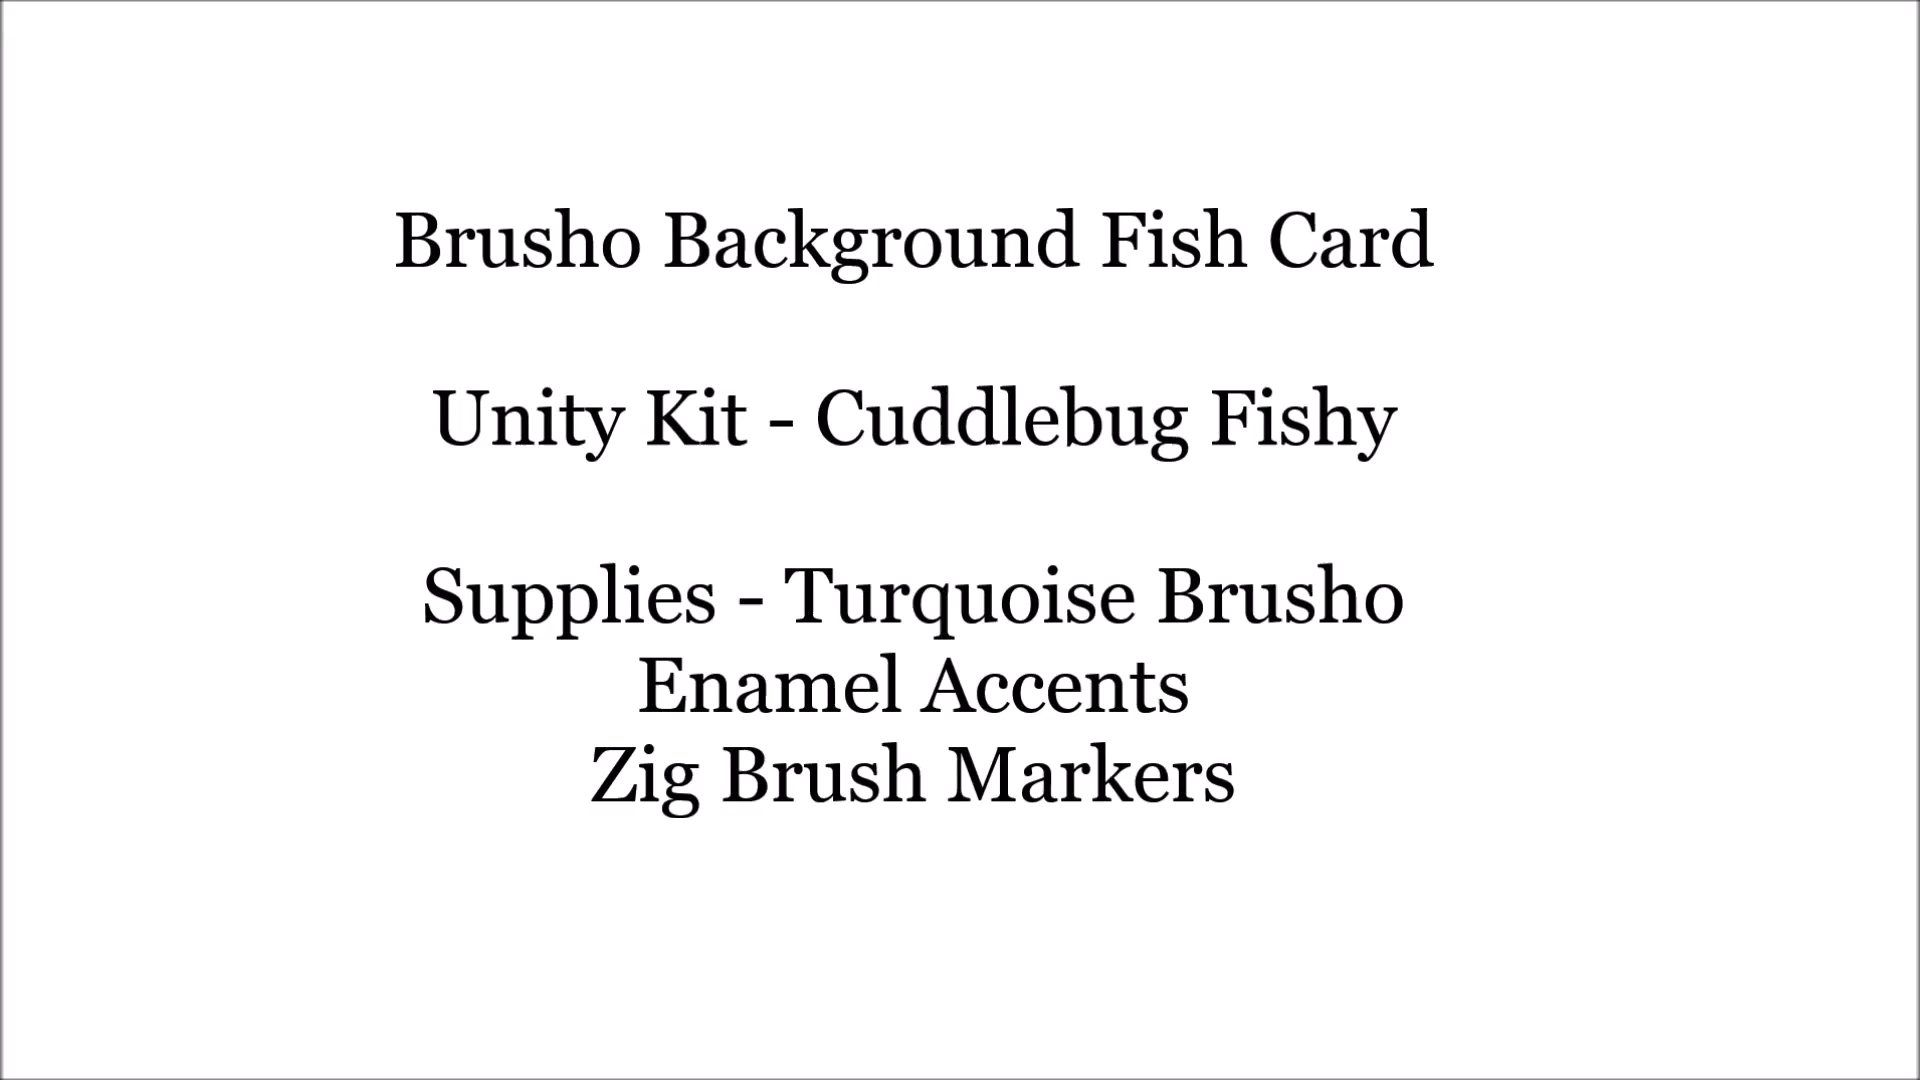 Brusho Background Fish Card
Unity Kit - Cuddlebug Fishy
Supplies - Turquoise Brusho
Enamel Accents
Zig Brush Markers